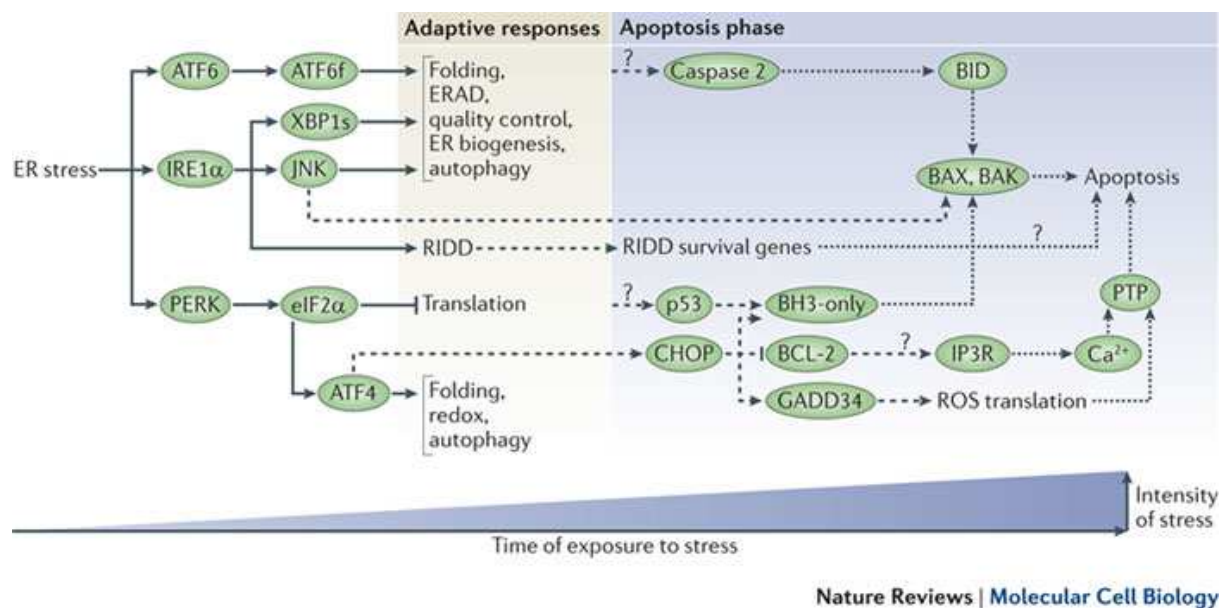 Adaptive responses
Apoptosis phase
ATF6
ATF6f
Folding,
ERAD,
quality control,
ER biogenesis,
autophagy
?
Caspase 2
BID
XBP1s
ER stress
IRE1α
JNK
BAX, BAK
Apoptosis
RIDD
RIDD survival genes
?
PERK
eIF2α
Translation
?
p53
BH3-only
PTP
CHOP
BCL-2
?
IP3R
Ca²⁺
ATF4
Folding,
redox,
autophagy
GADD34
ROS translation
Intensity
of stress
Time of exposure to stress
Nature Reviews | Molecular Cell Biology